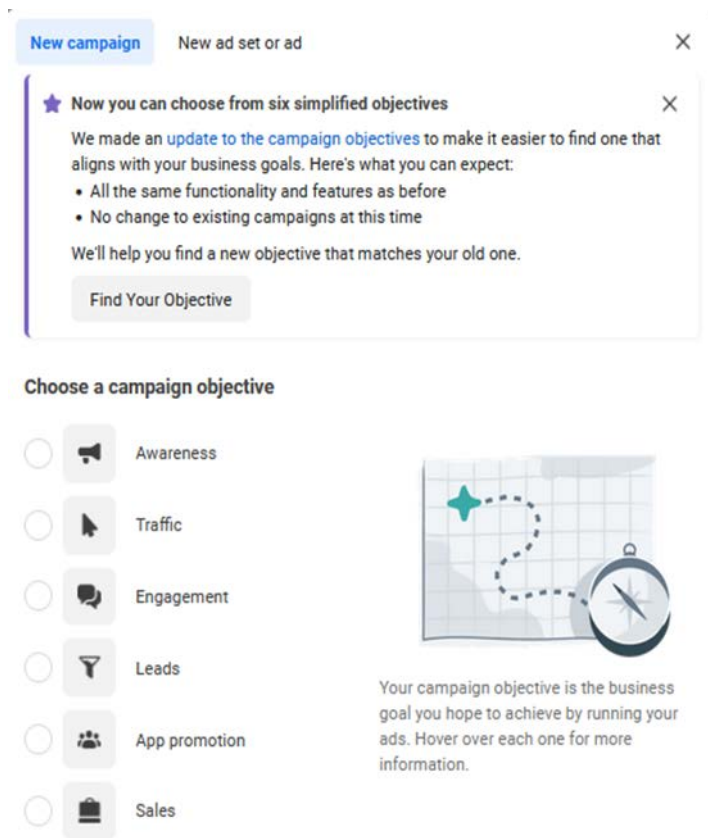 New campaign New ad set or ad
Now you can choose from six simplified objectives
We made an update to the campaign objectives to make it easier to find one that
aligns with your business goals. Here's what you can expect:
• All the same functionality and features as before
• No change to existing campaigns at this time
We'll help you find a new objective that matches your old one.
Find Your Objective
Choose a campaign objective
Awareness
Traffic
Engagement
Leads
App promotion
Sales
Your campaign objective is the business
goal you hope to achieve by running your
ads. Hover over each one for more
information.